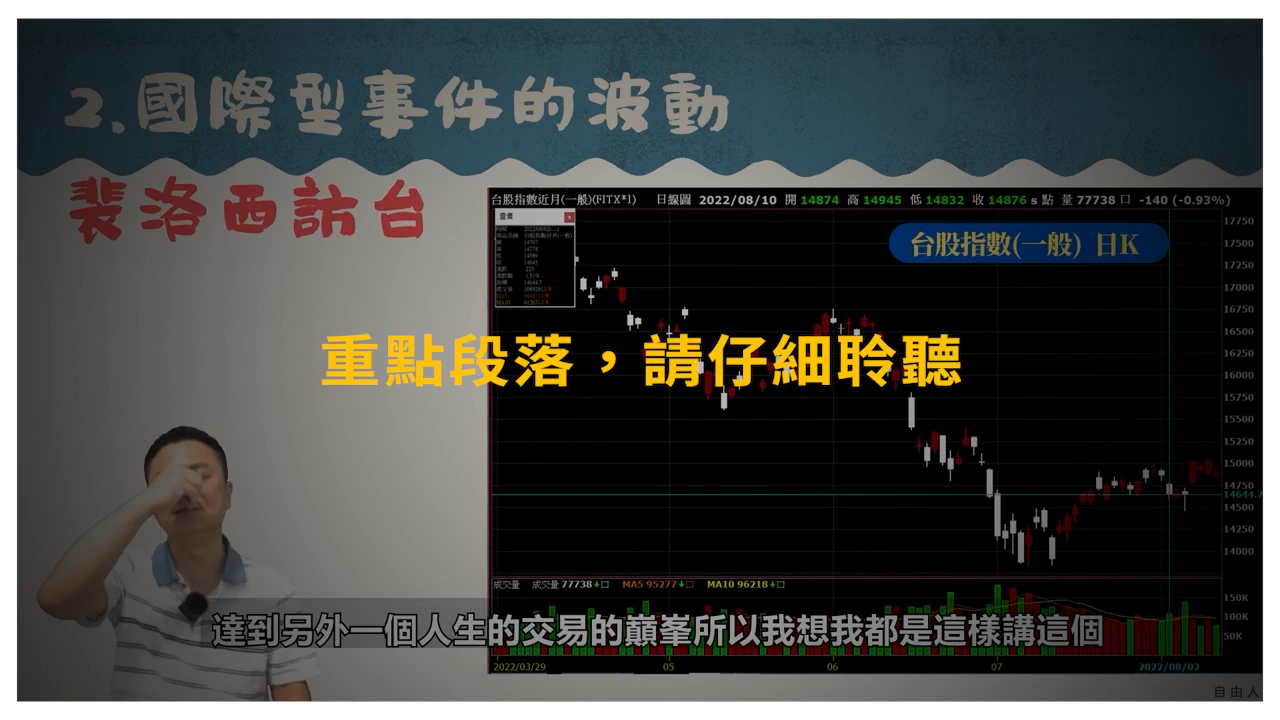 2.國際型事件的波動
裴洛西訪台
台股指數近月(一般)(FITX*1) 日線圖 2022/08/10 開 14874 高 14945 低 14832 收 14876 s 點 量 77738 口 -140 (-0.93%)
台股指數(一般) 日K
17750
17500
17250
17000
16750
16500
16250
16000
15750
15500
15250
15000
14750
14644.7
14500
14250
14000
重點段落，請仔細聆聽
成交量 成交量 77738↓口 MA5 95277↓口 MA10 96218↓口
150K
100K
50K
達到另外一個人生的交易的巔峯所以我想我都是這樣講這個
2022/03/29 05 06 07 2022/08/02
自由人